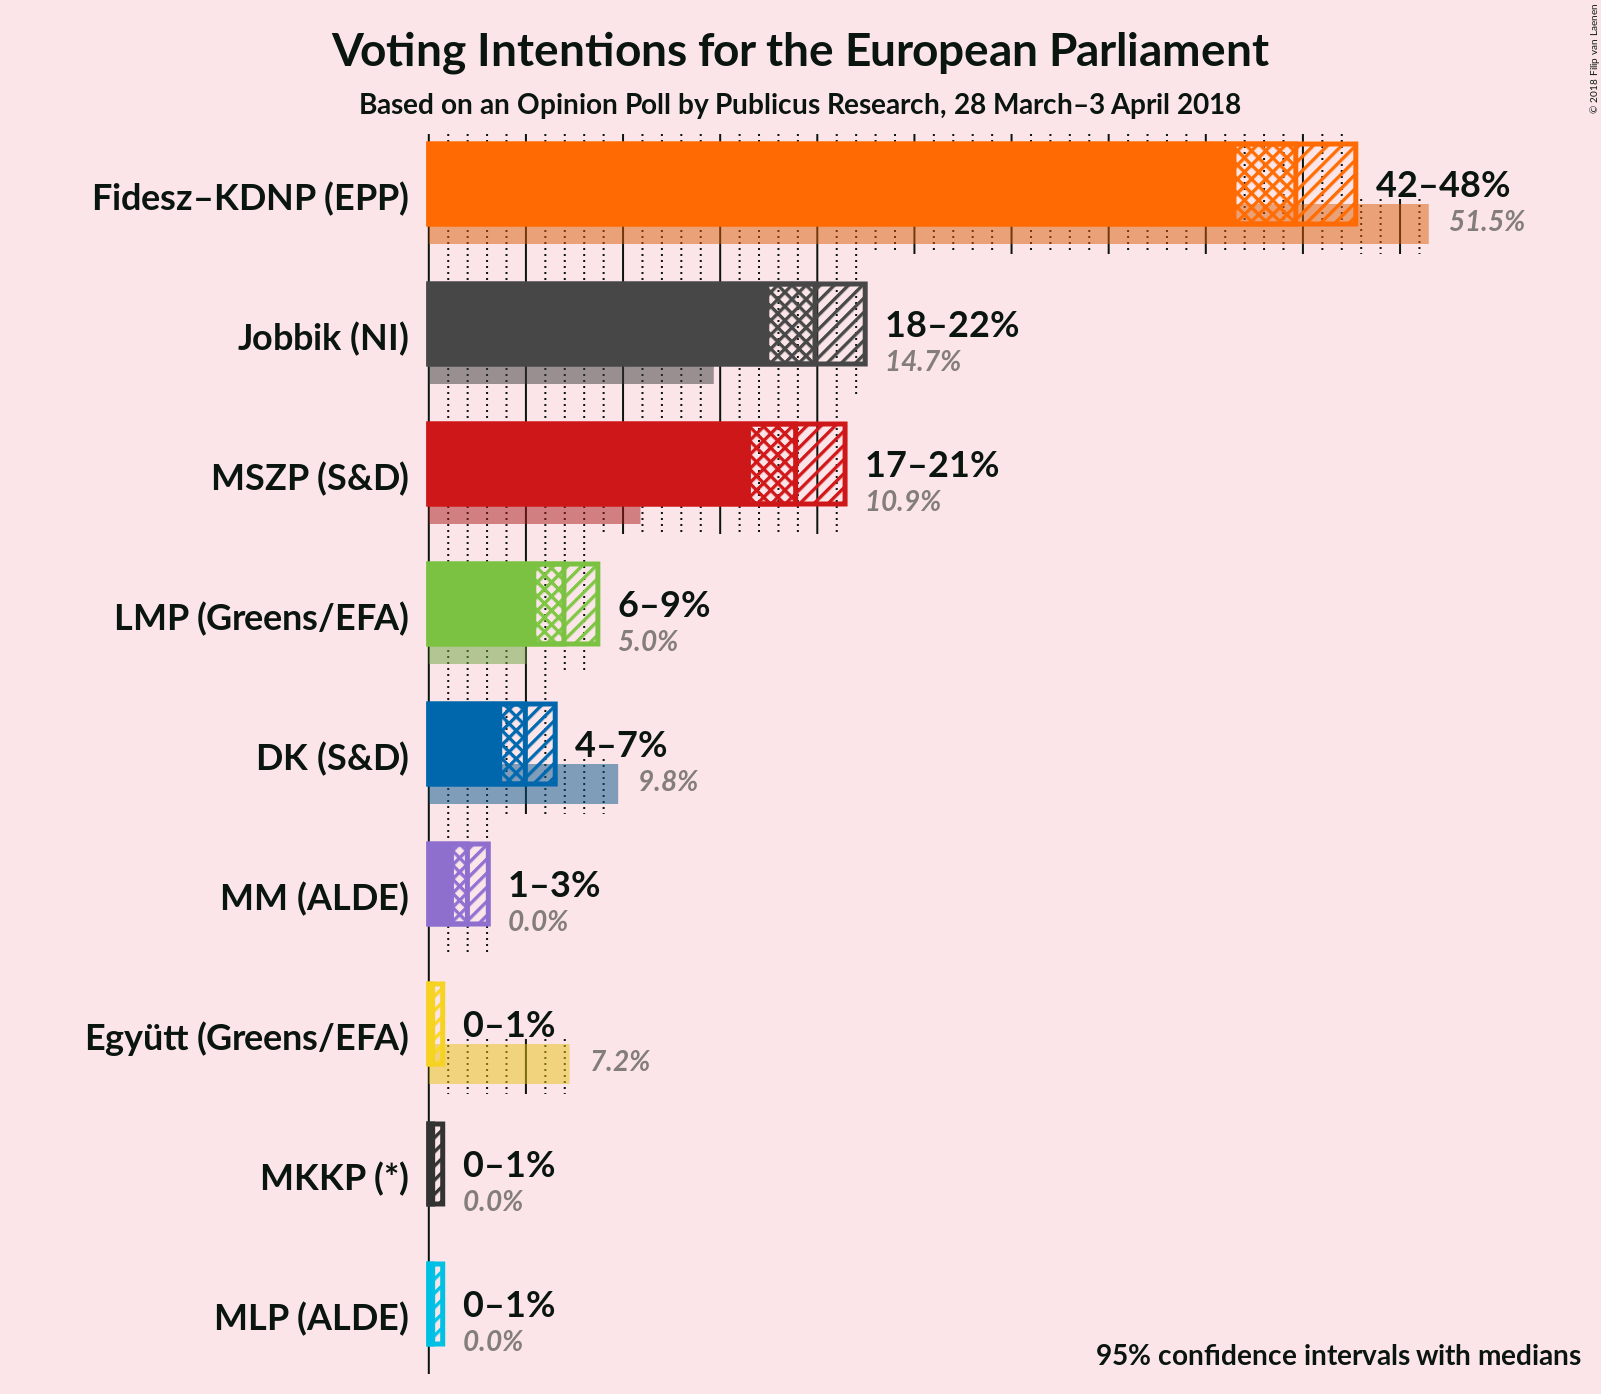 Voting Intentions for the European Parliament
Based on an Opinion Poll by Publicus Research, 28 March–3 April 2018
© 2018 Filip van Laenen
Fidesz–KDNP (EPP)
42–48%
51.5%
Jobbik (NI)
18–22%
14.7%
MSZP (S&D)
17–21%
10.9%
LMP (Greens/EFA)
6–9%
5.0%
DK (S&D)
4–7%
9.8%
MM (ALDE)
1–3%
0.0%
Együtt (Greens/EFA)
0–1%
7.2%
MKKP (*)
0–1%
0.0%
MLP (ALDE)
0–1%
0.0%
95% confidence intervals with medians